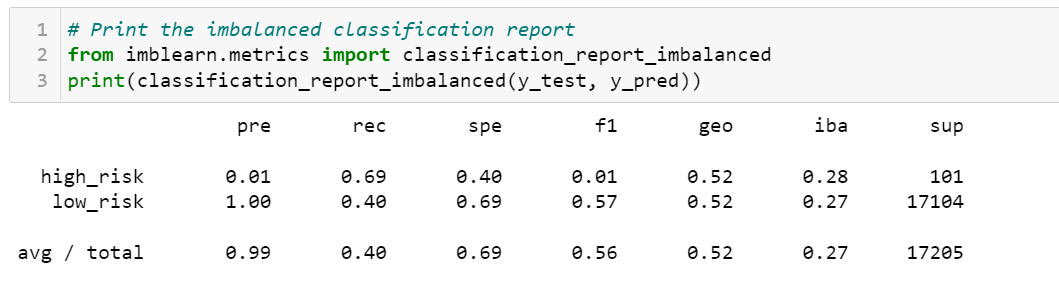 1 # Print the imbalanced classification report
2 from imblearn.metrics import classification_report_imbalanced
3 print(classification_report_imbalanced(y_test, y_pred))
pre rec spe f1 geo iba sup
high_risk 0.01 0.69 0.40 0.01 0.52 0.28 101
low_risk 1.00 0.40 0.69 0.57 0.52 0.27 17104
avg / total 0.99 0.40 0.69 0.56 0.52 0.27 17205